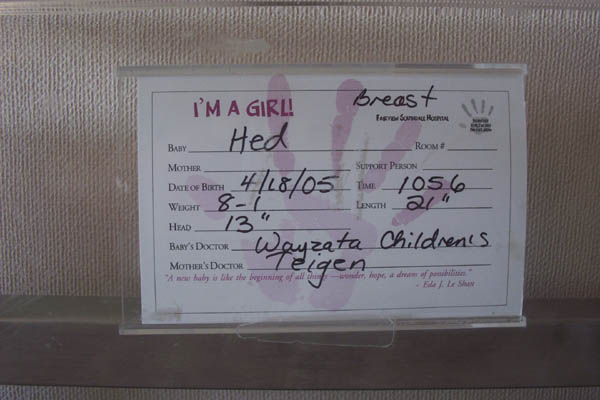 I'M A GIRL! Breast
FAIRVIEW SOUTHDALE HOSPITAL
BABY Hed ROOM #
MOTHER SUPPORT PERSON
DATE OF BIRTH 4/18/05 TIME 1056
WEIGHT 8-1 LENGTH 21"
HEAD 13"
BABY'S DOCTOR Wayzata Children's
MOTHER'S DOCTOR Teigen
"A new baby is like the beginning of all things—wonder, hope, a dream of possibilities."
- Eda J. Le Shan